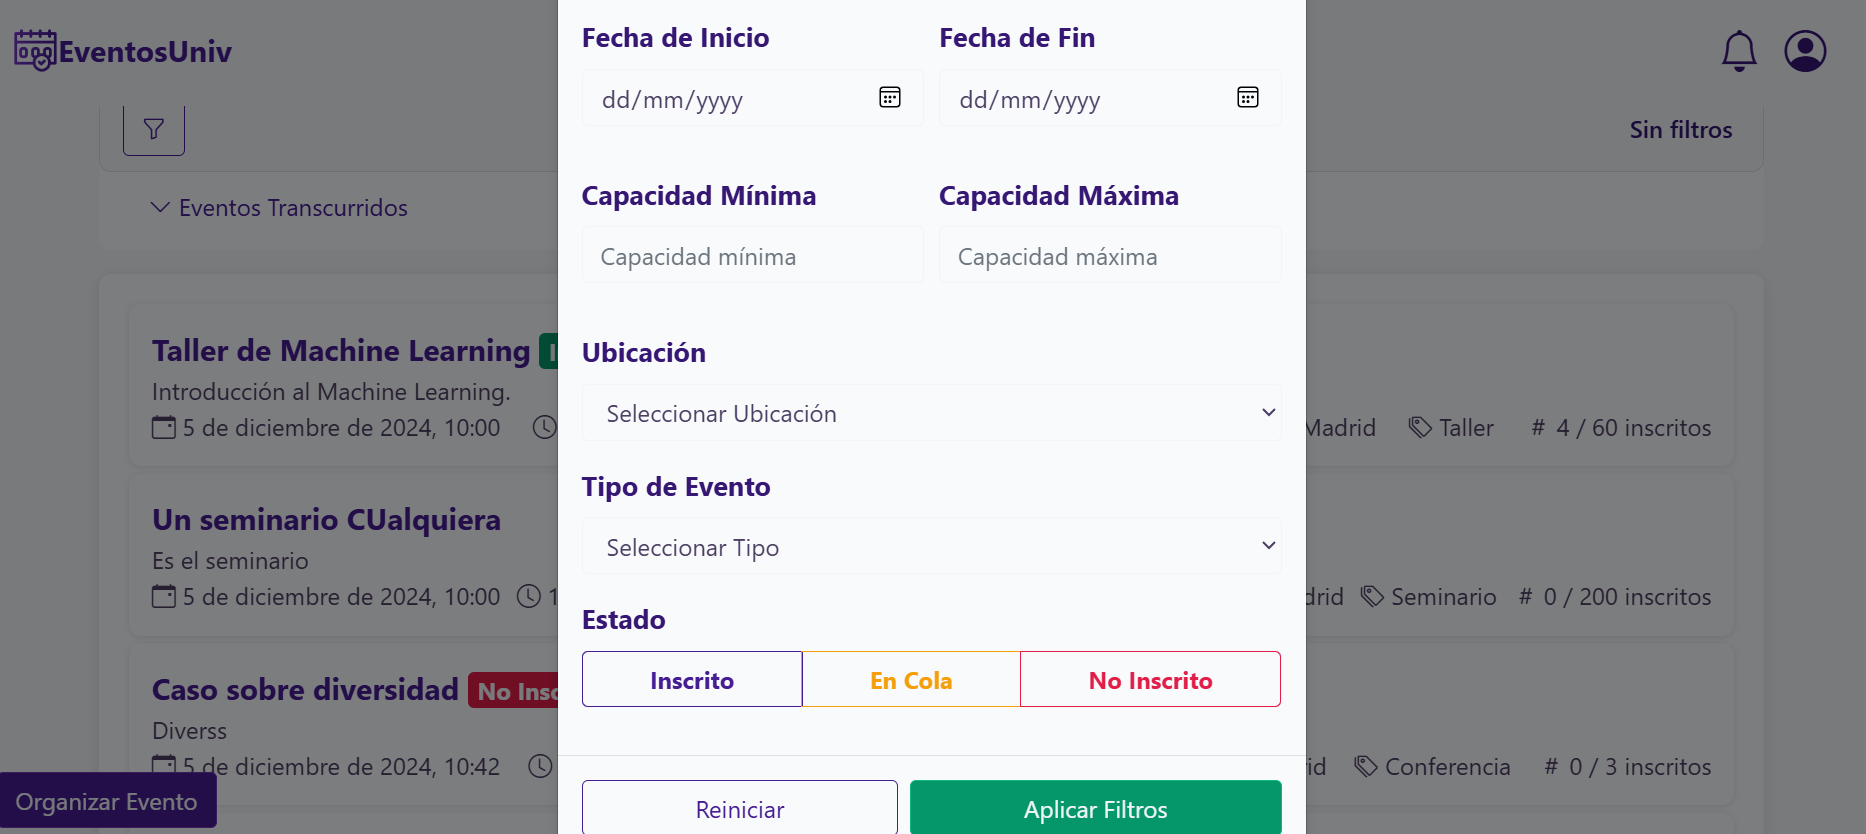 EventosUniv
Sin filtros
Eventos Transcurridos
Taller de Machine Learning
Introducción al Machine Learning.
5 de diciembre de 2024, 10:00
Madrid
Taller
# 4 / 60 inscritos
Un seminario CUalquiera
Es el seminario
5 de diciembre de 2024, 10:00
Seminario
# 0 / 200 inscritos
Caso sobre diversidad No
Diverss
5 de diciembre de 2024, 10:42
Conferencia
# 0 / 3 inscritos
Organizar Evento
Fecha de Inicio
Fecha de Fin
dd/mm/yyyy
dd/mm/yyyy
Capacidad Mínima
Capacidad Máxima
Capacidad mínima
Capacidad máxima
Ubicación
Seleccionar Ubicación
Tipo de Evento
Seleccionar Tipo
Estado
Inscrito
En Cola
No Inscrito
Reiniciar
Aplicar Filtros